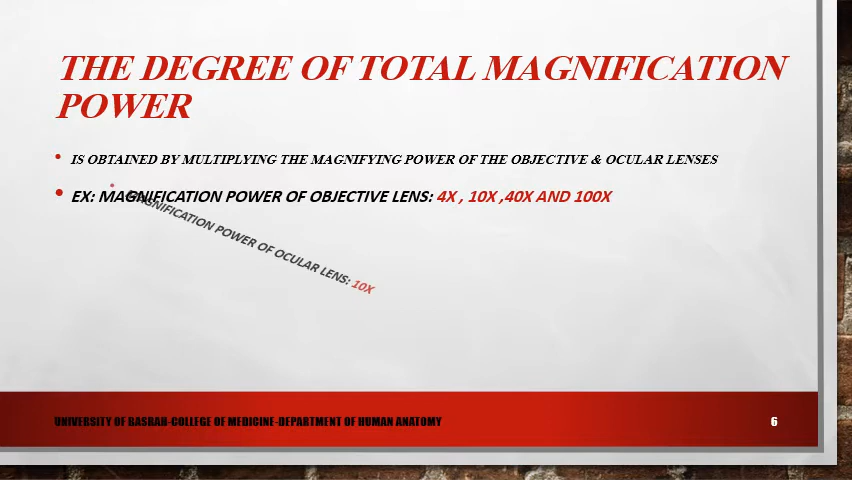 THE DEGREE OF TOTAL MAGNIFICATION
POWER
• IS OBTAINED BY MULTIPLYING THE MAGNIFYING POWER OF THE OBJECTIVE & OCULAR LENSES
• EX: MAGNIFICATION POWER OF OBJECTIVE LENS: 4X , 10X ,40X AND 100X
• MAGNIFICATION POWER OF OCULAR LENS: 10X
UNIVERSITY OF BASRAH-COLLEGE OF MEDICINE-DEPARTMENT OF HUMAN ANATOMY
6